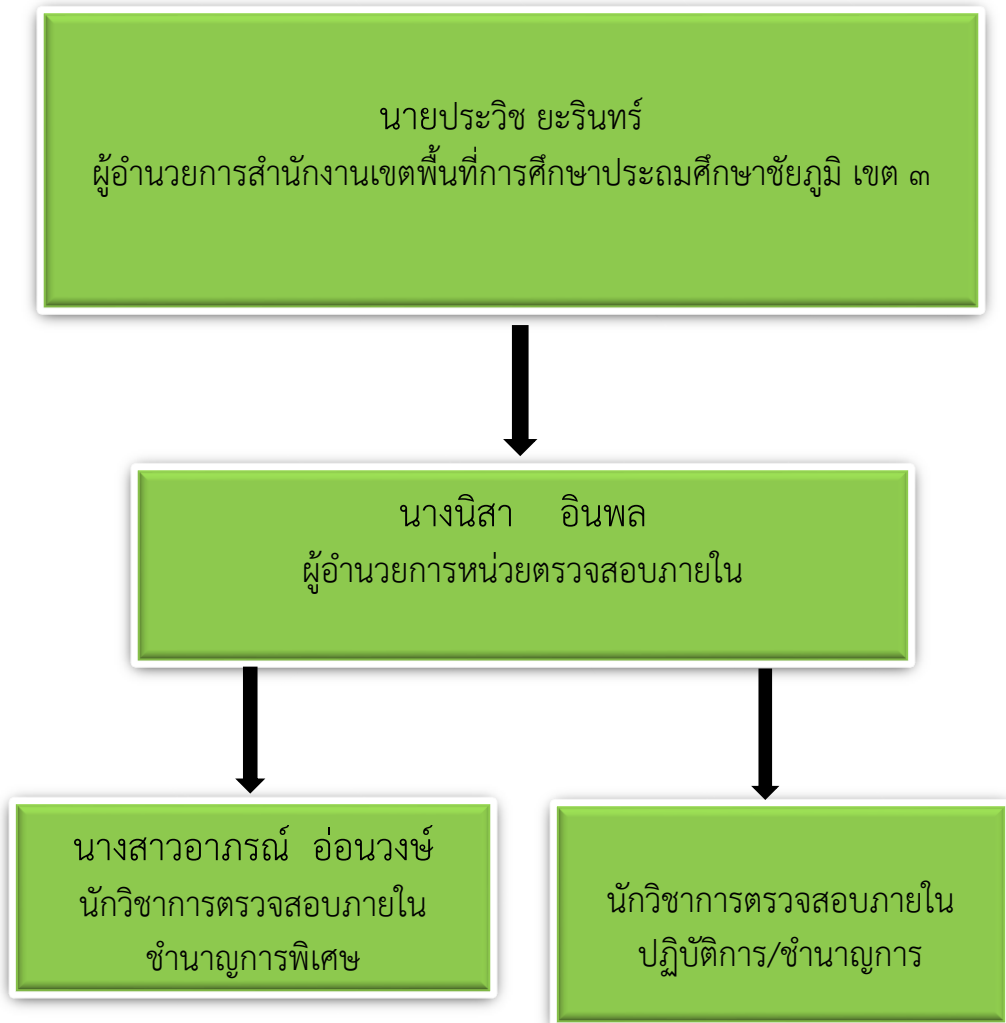 นายประวิช ยะรินทร์
ผู้อำนวยการสำนักงานเขตพื้นที่การศึกษาประถมศึกษาชัยภูมิ เขต ๓
นางนิสา อินพล
ผู้อำนวยการหน่วยตรวจสอบภายใน
นางสาวอาภรณ์ อ่อนวงษ์
นักวิชาการตรวจสอบภายใน
ชำนาญการพิเศษ
นักวิชาการตรวจสอบภายใน
ปฏิบัติการ/ชำนาญการ